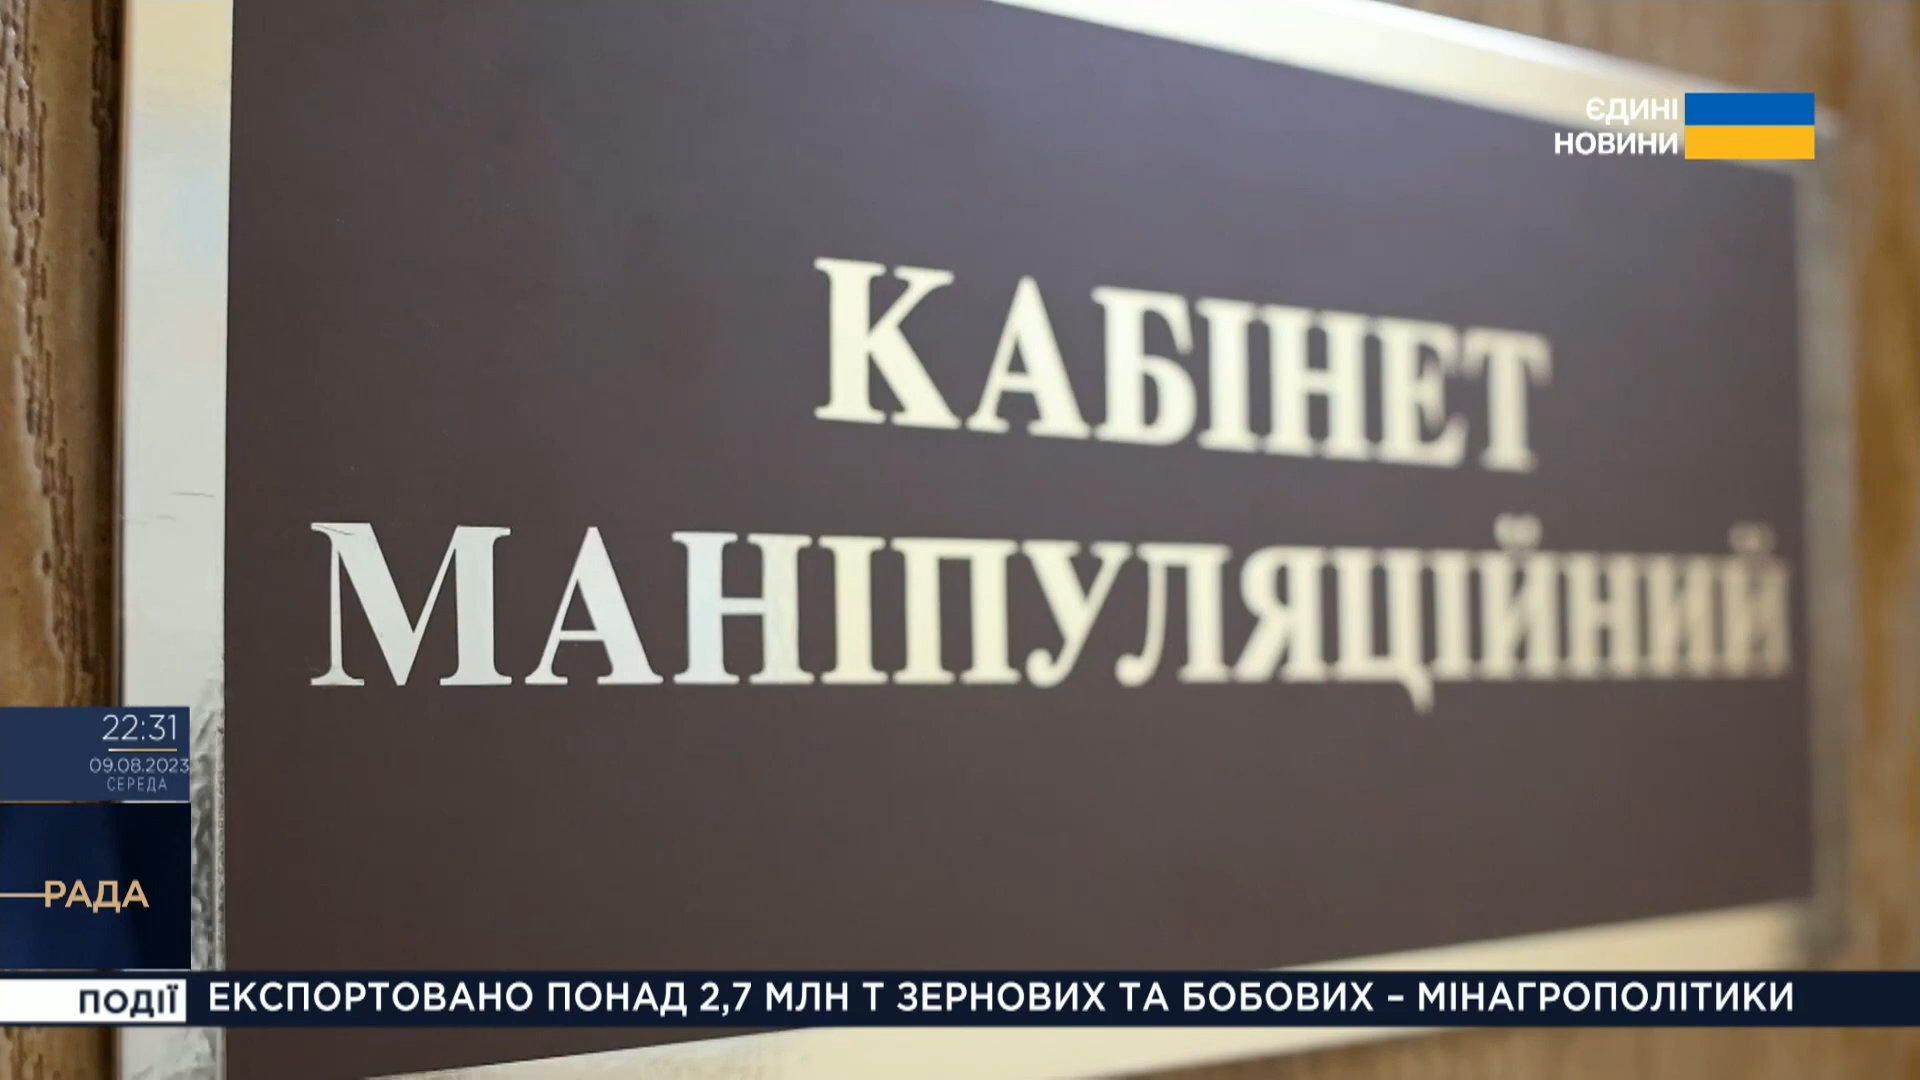 ЄДИНІ
НОВИНИ
КАБІНЕТ
МАНІПУЛЯЦІЙНИЙ
22:31
09.08.2023
СЕРЕДА
РАДА
ПОДІЇ ЕКСПОРТОВАНО ПОНАД 2,7 МЛН Т ЗЕРНОВИХ ТА БОБОВИХ – МІНАГРОПОЛІТИКИ